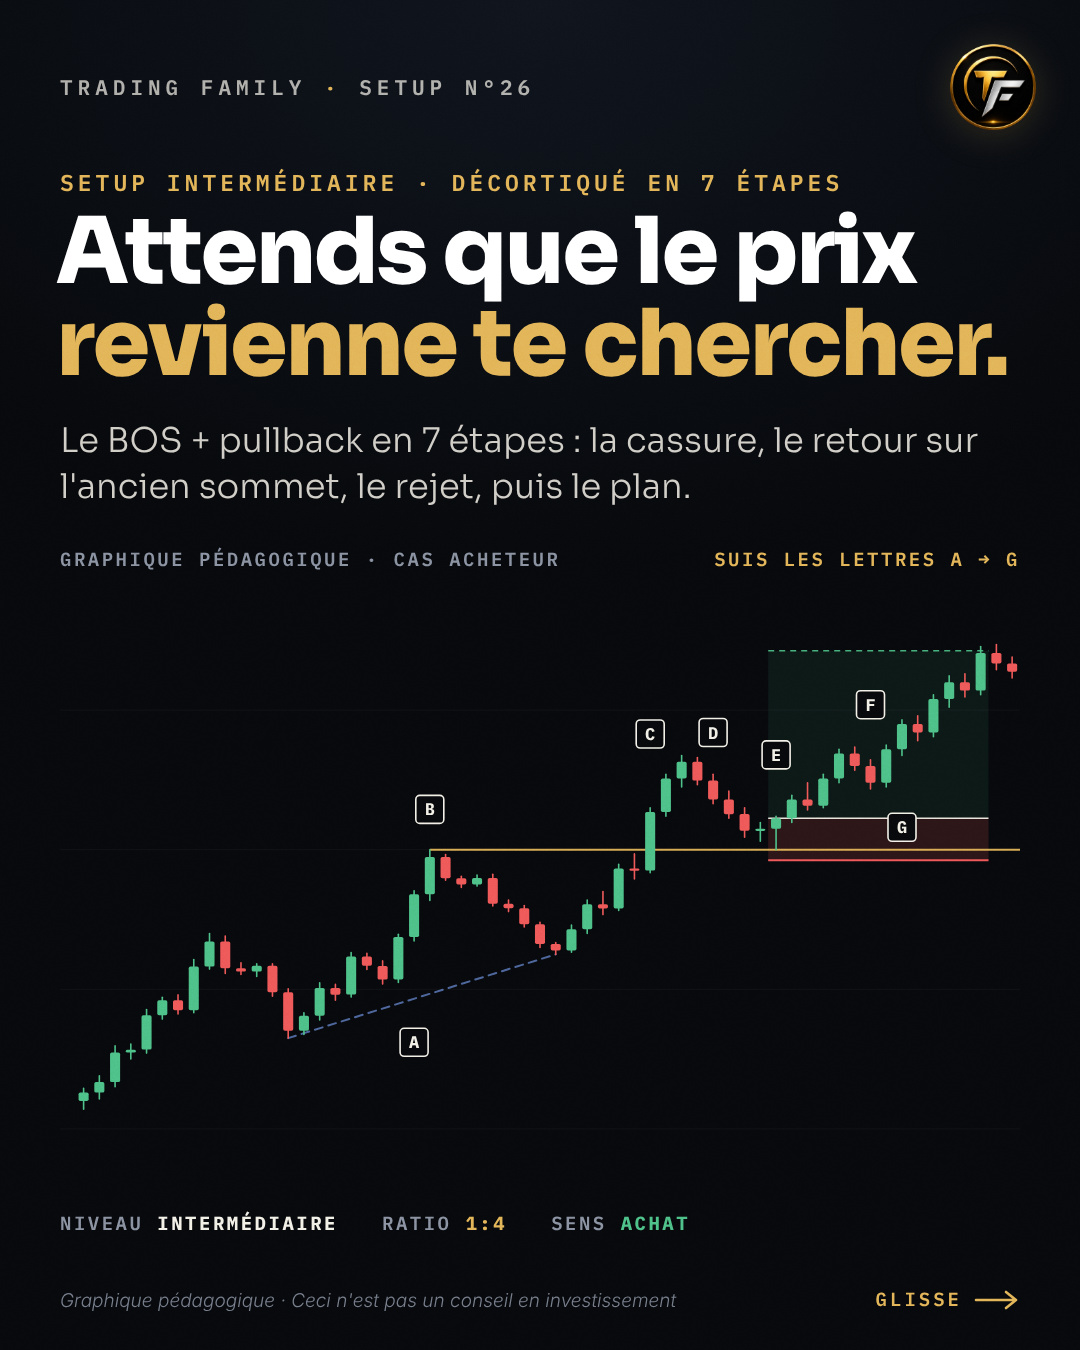 TRADING FAMILY · SETUP N°26
TF
SETUP INTERMÉDIAIRE · DÉCORTIQUÉ EN 7 ÉTAPES
Attends que le prix
revienne te chercher.
Le BOS + pullback en 7 étapes : la cassure, le retour sur
l'ancien sommet, le rejet, puis le plan.
GRAPHIQUE PÉDAGOGIQUE · CAS ACHETEUR
SUIS LES LETTRES A → G
A
B
C
D
E
F
G
NIVEAU INTERMÉDIAIRE RATIO 1:4 SENS ACHAT
Graphique pédagogique · Ceci n'est pas un conseil en investissement
GLISSE →